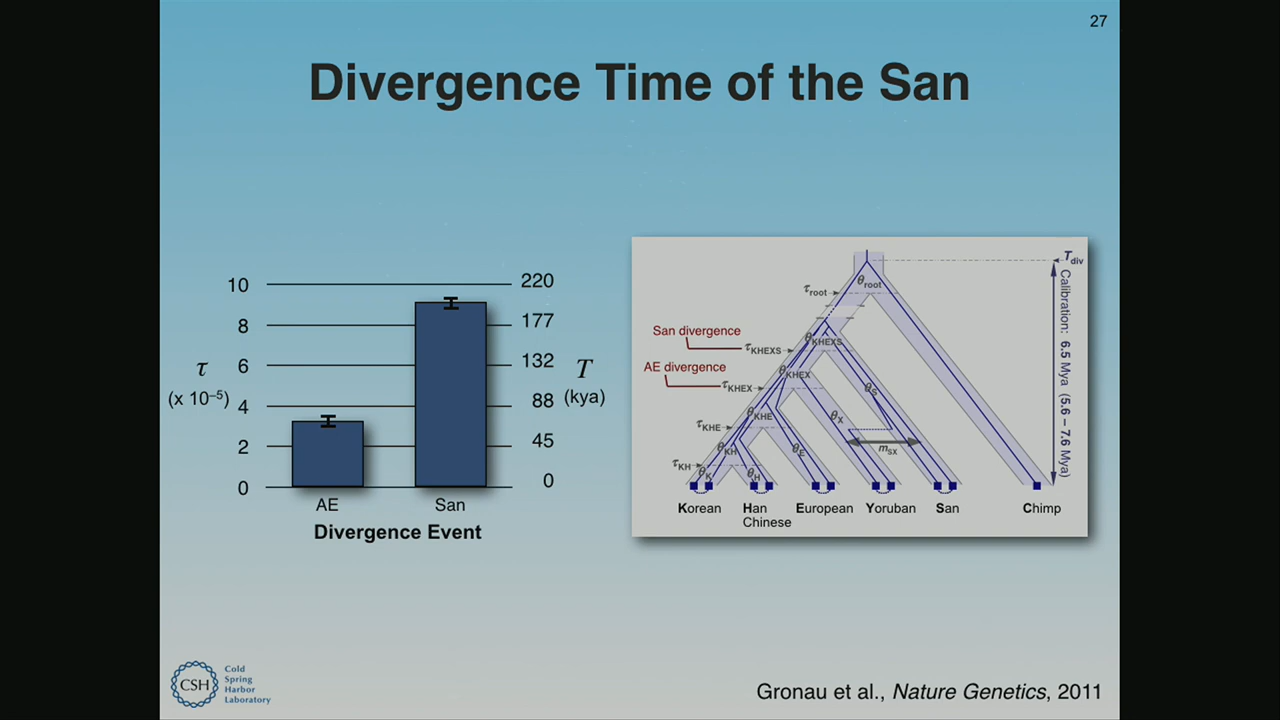 27
Divergence Time of the San
10
8
6
4
2
0
τ
(x 10⁻⁵)
220
177
132
88
45
0
T
(kya)
AE
San
Divergence Event
Tdiv
θroot
τroot
San divergence
θKHEXS
τKHEXS
AE divergence
θKHEX
τKHEX
θS
θKHE
θX
τKHE
mSX
θKH
θE
τKH
θK
θH
Calibration: 6.5 Mya (5.6 – 7.6 Mya)
Korean
Han
Chinese
European
Yoruban
San
Chimp
CSH
Cold
Spring
Harbor
Laboratory
Gronau et al., Nature Genetics, 2011